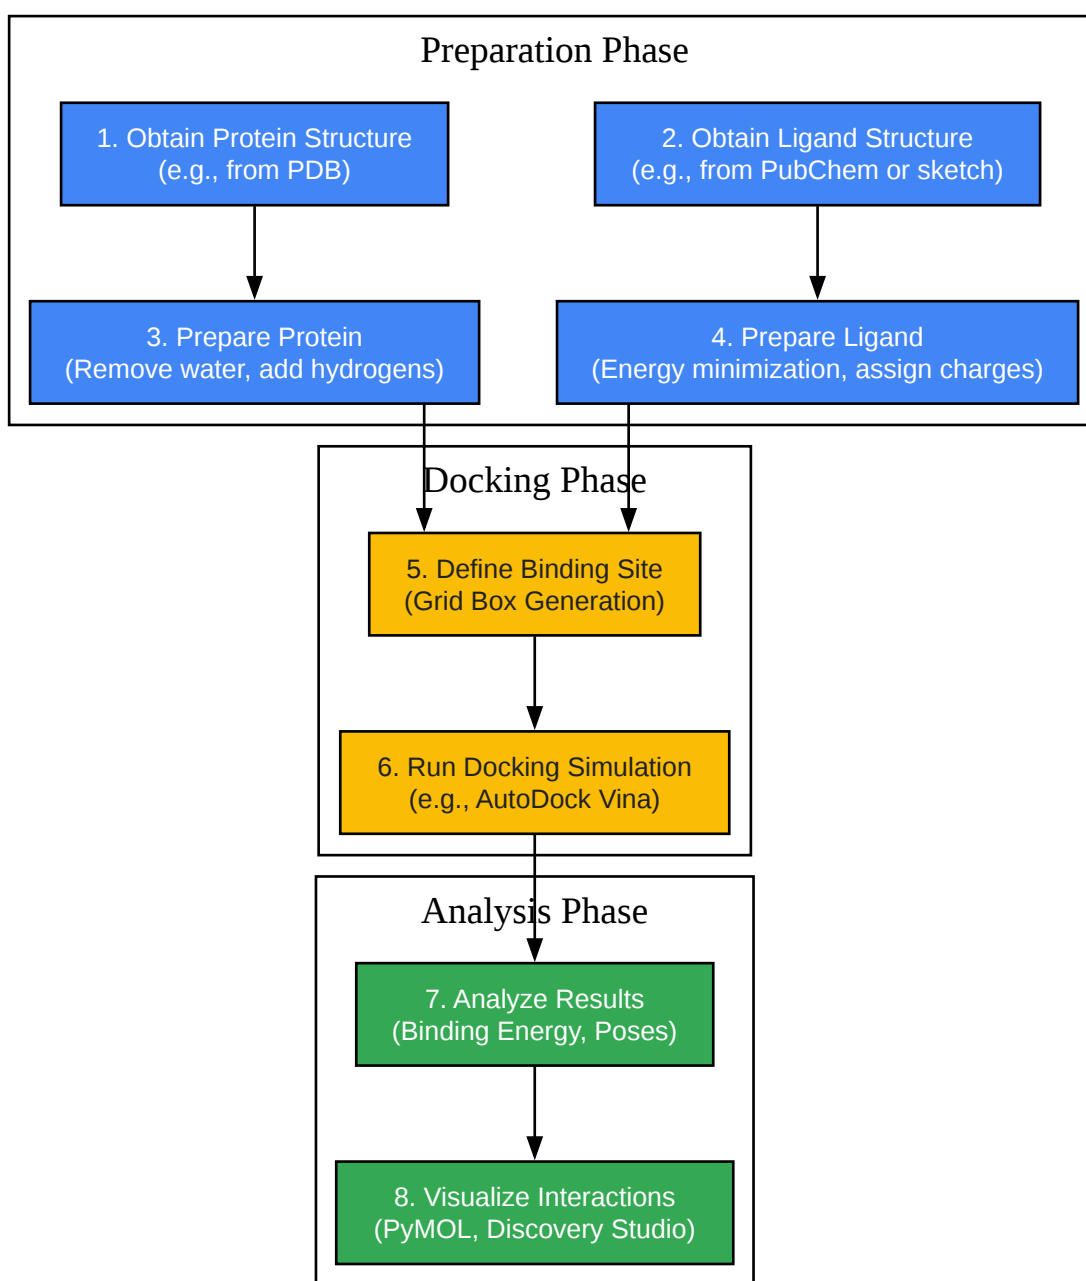 Preparation Phase
1. Obtain Protein Structure
(e.g., from PDB)
2. Obtain Ligand Structure
(e.g., from PubChem or sketch)
3. Prepare Protein
(Remove water, add hydrogens)
4. Prepare Ligand
(Energy minimization, assign charges)
Docking Phase
5. Define Binding Site
(Grid Box Generation)
6. Run Docking Simulation
(e.g., AutoDock Vina)
Analysis Phase
7. Analyze Results
(Binding Energy, Poses)
8. Visualize Interactions
(PyMOL, Discovery Studio)